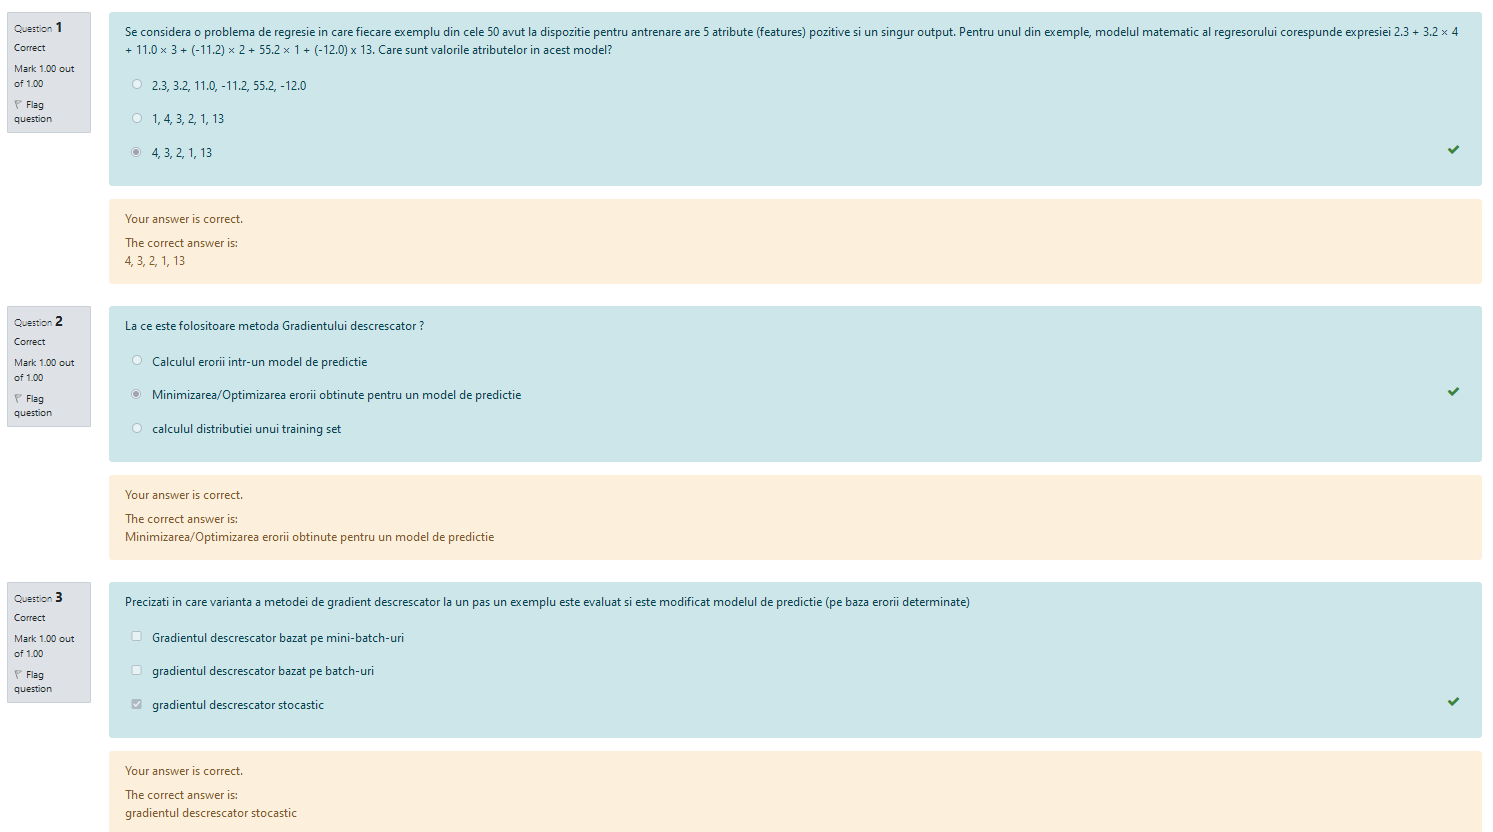 Question 1
Correct
Mark 1.00 out
of 1.00
Flag
question
Se considera o problema de regresie in care fiecare exemplu din cele 50 avut la dispozitie pentru antrenare are 5 atribute (features) pozitive si un singur output. Pentru unul din exemple, modelul matematic al regresorului corespunde expresiei 2.3 + 3.2 × 4
+ 11.0 × 3 + (-11.2) × 2 + 55.2 × 1 + (-12.0) x 13. Care sunt valorile atributelor in acest model?
2.3, 3.2, 11.0, -11.2, 55.2, -12.0
1, 4, 3, 2, 1, 13
4, 3, 2, 1, 13
Your answer is correct.
The correct answer is:
4, 3, 2, 1, 13
Question 2
Correct
Mark 1.00 out
of 1.00
Flag
question
La ce este folositoare metoda Gradientului descrescator ?
Calculul erorii intr-un model de predictie
Minimizarea/Optimizarea erorii obtinute pentru un model de predictie
calculul distributiei unui training set
Your answer is correct.
The correct answer is:
Minimizarea/Optimizarea erorii obtinute pentru un model de predictie
Question 3
Correct
Mark 1.00 out
of 1.00
Flag
question
Precizati in care varianta a metodei de gradient descrescator la un pas un exemplu este evaluat si este modificat modelul de predictie (pe baza erorii determinate)
Gradientul descrescator bazat pe mini-batch-uri
gradientul descrescator bazat pe batch-uri
gradientul descrescator stocastic
Your answer is correct.
The correct answer is:
gradientul descrescator stocastic